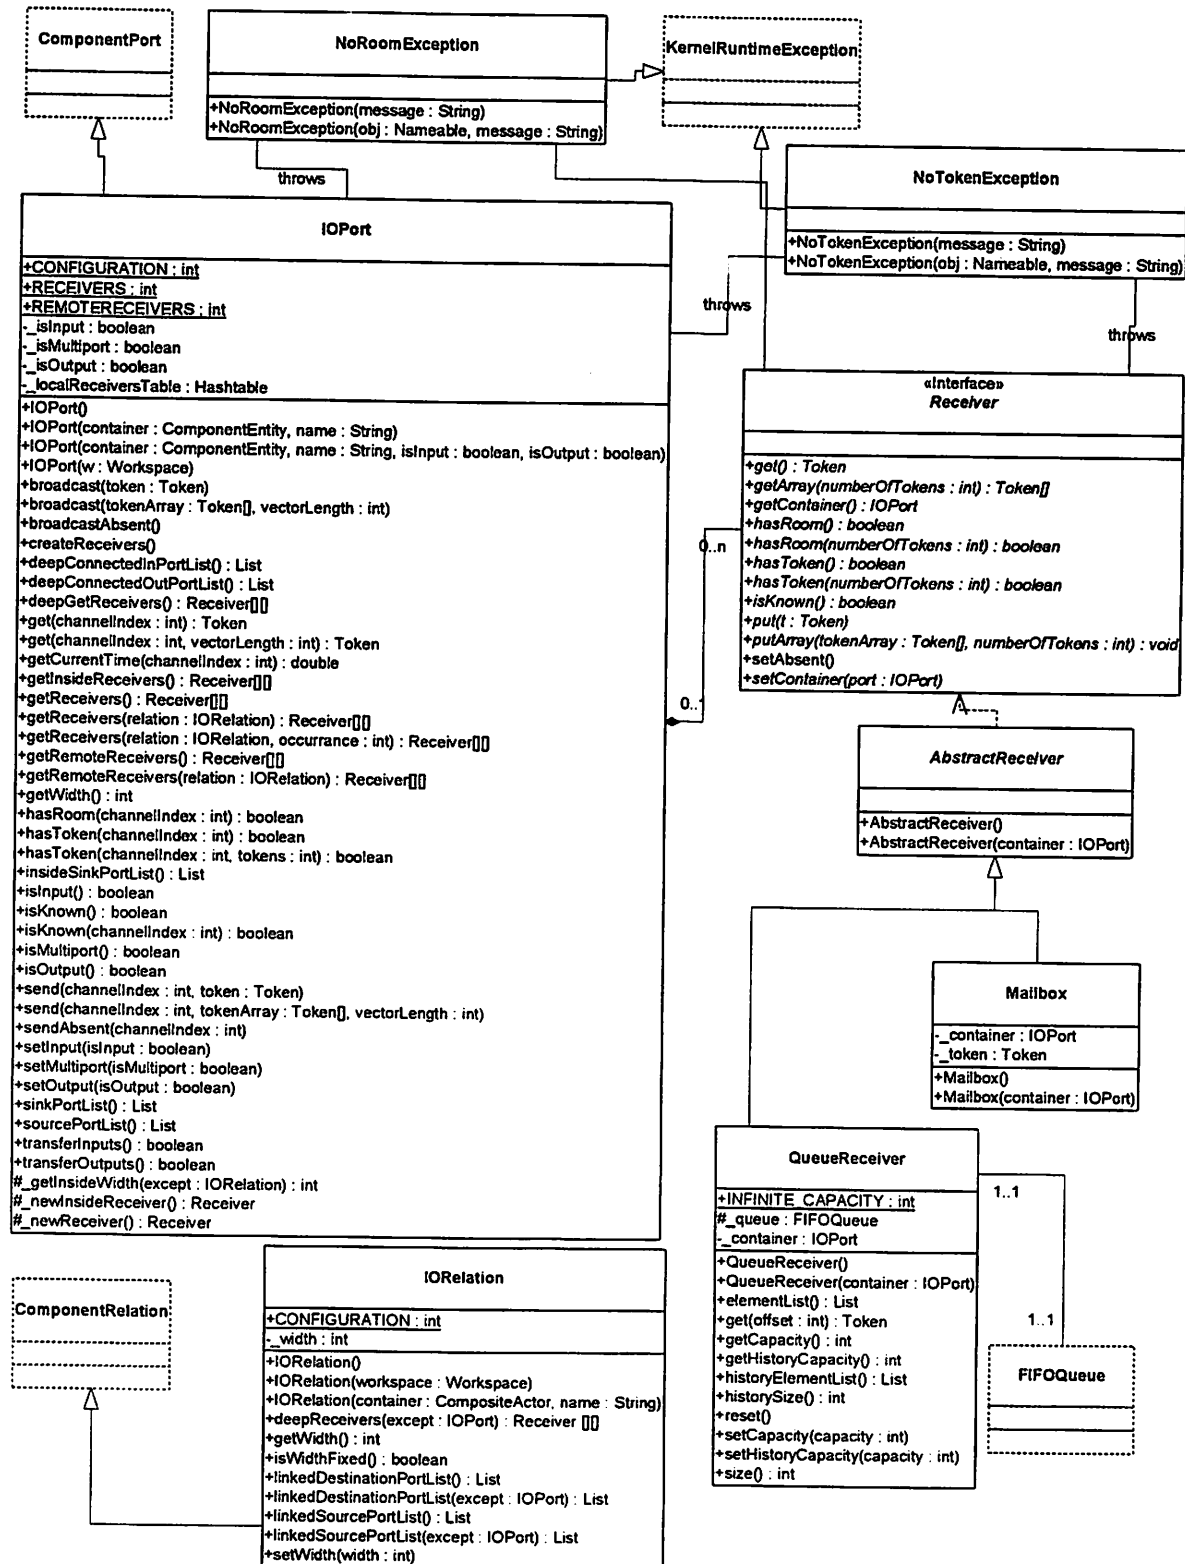 ComponentPort
NoRoomException
+NoRoomException(message : String)
+NoRoomException(obj : Nameable, message : String)
KernelRuntimeException
throws
NoTokenException
+NoTokenException(message : String)
+NoTokenException(obj : Nameable, message : String)
throws
throws
IOPort
+CONFIGURATION : int
+RECEIVERS : int
+REMOTERECEIVERS : int
-_isInput : boolean
-_isMultiport : boolean
-_isOutput : boolean
-_localReceiversTable : Hashtable
+IOPort()
+IOPort(container : ComponentEntity, name : String)
+IOPort(container : ComponentEntity, name : String, isInput : boolean, isOutput : boolean)
+IOPort(w : Workspace)
+broadcast(token : Token)
+broadcast(tokenArray : Token[], vectorLength : int)
+broadcastAbsent()
+createReceivers()
+deepConnectedInPortList() : List
+deepConnectedOutPortList() : List
+deepGetReceivers() : Receiver[][]
+get(channelIndex : int) : Token
+get(channelIndex : int, vectorLength : int) : Token
+getCurrentTime(channelIndex : int) : double
+getInsideReceivers() : Receiver[][]
+getReceivers() : Receiver[][]
+getReceivers(relation : IORelation) : Receiver[][]
+getReceivers(relation : IORelation, occurrance : int) : Receiver[][]
+getRemoteReceivers() : Receiver[][]
+getRemoteReceivers(relation : IORelation) : Receiver[][]
+getWidth() : int
+hasRoom(channelIndex : int) : boolean
+hasToken(channelIndex : int) : boolean
+hasToken(channelIndex : int, tokens : int) : boolean
+insideSinkPortList() : List
+isInput() : boolean
+isKnown() : boolean
+isKnown(channelIndex : int) : boolean
+isMultiport() : boolean
+isOutput() : boolean
+send(channelIndex : int, token : Token)
+send(channelIndex : int, tokenArray : Token[], vectorLength : int)
+sendAbsent(channelIndex : int)
+setInput(isInput : boolean)
+setMultiport(isMultiport : boolean)
+setOutput(isOutput : boolean)
+sinkPortList() : List
+sourcePortList() : List
+transferInputs() : boolean
+transferOutputs() : boolean
#_getInsideWidth(except : IORelation) : int
#_newInsideReceiver() : Receiver
#_newReceiver() : Receiver
0..n
0..1
«Interface»
Receiver
+get() : Token
+getArray(numberOfTokens : int) : Token[]
+getContainer() : IOPort
+hasRoom() : boolean
+hasRoom(numberOfTokens : int) : boolean
+hasToken() : boolean
+hasToken(numberOfTokens : int) : boolean
+isKnown() : boolean
+put(t : Token)
+putArray(tokenArray : Token[], numberOfTokens : int) : void
+setAbsent()
+setContainer(port : IOPort)
AbstractReceiver
+AbstractReceiver()
+AbstractReceiver(container : IOPort)
Mailbox
-_container : IOPort
-_token : Token
+Mailbox()
+Mailbox(container : IOPort)
QueueReceiver
+INFINITE_CAPACITY : int
#_queue : FIFOQueue
-_container : IOPort
+QueueReceiver()
+QueueReceiver(container : IOPort)
+elementList() : List
+get(offset : int) : Token
+getCapacity() : int
+getHistoryCapacity() : int
+historyElementList() : List
+historySize() : int
+reset()
+setCapacity(capacity : int)
+setHistoryCapacity(capacity : int)
+size() : int
1..1
1..1
FIFOQueue
ComponentRelation
IORelation
+CONFIGURATION : int
-_width : int
+IORelation()
+IORelation(workspace : Workspace)
+IORelation(container : CompositeActor, name : String)
+deepReceivers(except : IOPort) : Receiver [][]
+getWidth() : int
+isWidthFixed() : boolean
+linkedDestinationPortList() : List
+linkedDestinationPortList(except : IOPort) : List
+linkedSourcePortList() : List
+linkedSourcePortList(except : IOPort) : List
+setWidth(width : int)